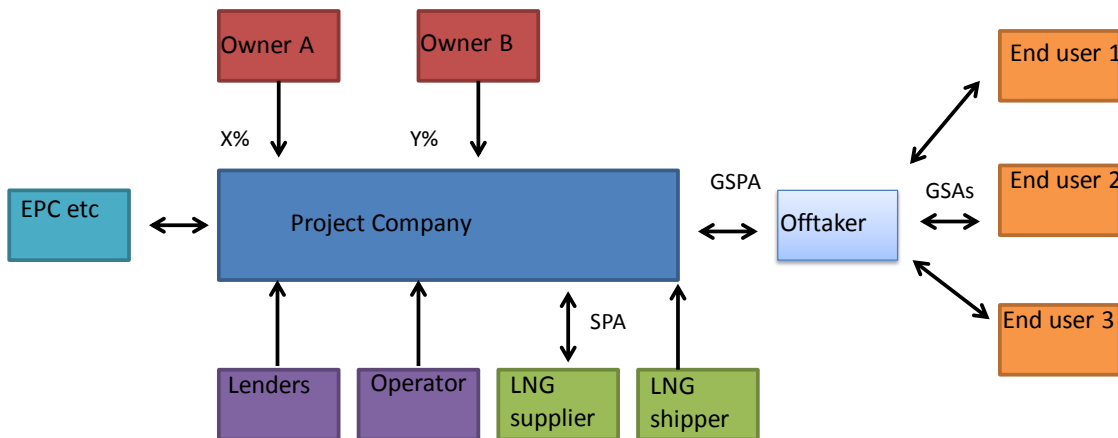 Owner A
Owner B
End user 1
X%
Y%
EPC etc
Project Company
GSPA
Offtaker
GSAs
End user 2
SPA
End user 3
Lenders
Operator
LNG
supplier
LNG
shipper